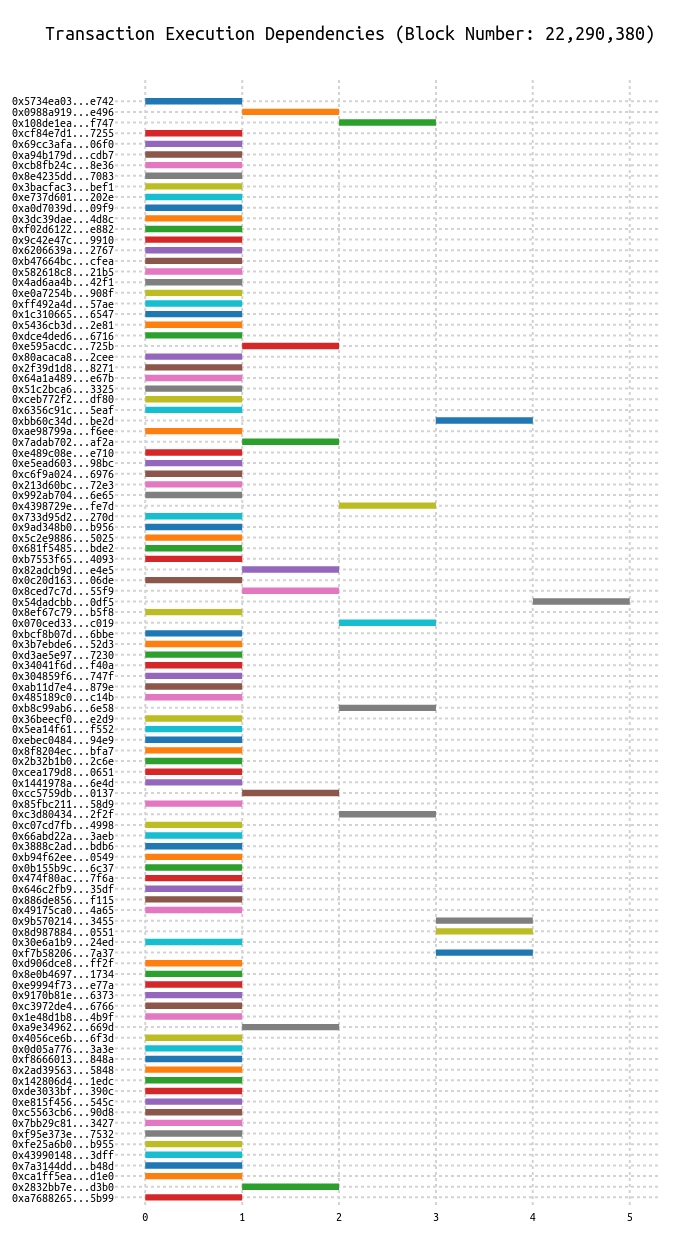 Transaction Execution Dependencies (Block Number: 22,290,380)
0x5734ea03...e742
0x0988a919...e496
0x108de1ea...f747
0xcf84e7d1...7255
0x69cc3afa...06f0
0xa94b179d...cdb7
0xcb8fb24c...8e36
0x8e4235dd...7083
0x3bacfac3...bef1
0xe737d601...202e
0xa0d7039d...09f9
0x3dc39dae...4d8c
0xf02d6122...e882
0x9c42e47c...9910
0x6206639a...2767
0xb47664bc...cfea
0x582618c8...21b5
0x4ad6aa4b...42f1
0xe0a7254b...908f
0xff492a4d...57ae
0x1c310665...6547
0x5436cb3d...2e81
0xdce4ded6...6716
0xe595acdc...725b
0x80acaca8...2cee
0x2f39d1d8...8271
0x64a1a489...e67b
0x51c2bca6...3325
0xceb772f2...df80
0x6356c91c...5eaf
0xbb60c34d...be2d
0xae98799a...f6ee
0x7adab702...af2a
0xe489c08e...e710
0xe5ead603...98bc
0xc6f9a024...6976
0x213d60bc...72e3
0x992ab704...6e65
0x4398729e...fe7d
0x733d95d2...270d
0x9ad348b0...b956
0x5c2e9886...5025
0x681f5485...bde2
0xb7553f65...4093
0x82adcb9d...e4e5
0x0c20d163...06de
0x8ced7c7d...55f9
0x54dadcbb...0df5
0x8ef67c79...b5f8
0x070ced33...c019
0xbcf8b07d...6bbe
0x3b7ebde6...52d3
0xd3ae5e97...7230
0x34041f6d...f40a
0x304859f6...747f
0xab11d7e4...879e
0x485189c0...c14b
0xb8c99ab6...6e58
0x36beecf0...e2d9
0x5ea14f61...f552
0xebec0484...94e9
0x8f8204ec...bfa7
0x2b32b1b0...2c6e
0xcea179d8...0651
0x1441978a...6e4d
0xcc5759db...0137
0x85fbc211...58d9
0xc3d80434...2f2f
0xc07cd7fb...4998
0x66abd22a...3aeb
0x3888c2ad...bdb6
0xb94f62ee...0549
0x0b155b9c...6c37
0x474f80ac...7f6a
0x646c2fb9...35df
0x886de856...f115
0x49175ca0...4a65
0x9b570214...3455
0x8d987884...0551
0x30e6a1b9...24ed
0xf7b58206...7a37
0xd906dce8...ff2f
0x8e0b4697...1734
0xe9994f73...e77a
0x9170b81e...6373
0xc3972de4...6766
0x1e48d1b8...4b9f
0xa9e34962...669d
0x4056ce6b...6f3d
0x0d05a776...3a3e
0xf8666013...848a
0x2ad39563...5848
0x142806d4...1edc
0xde3033bf...390c
0xe815f456...545c
0xc5563cb6...90d8
0x7bb29c81...3427
0xf95e373e...7532
0xfe25a6b0...b955
0x43990148...3dff
0x7a3144dd...b48d
0xca1ff5ea...d1e0
0x2832bb7e...d3b0
0xa7688265...5b99
0 1 2 3 4 5